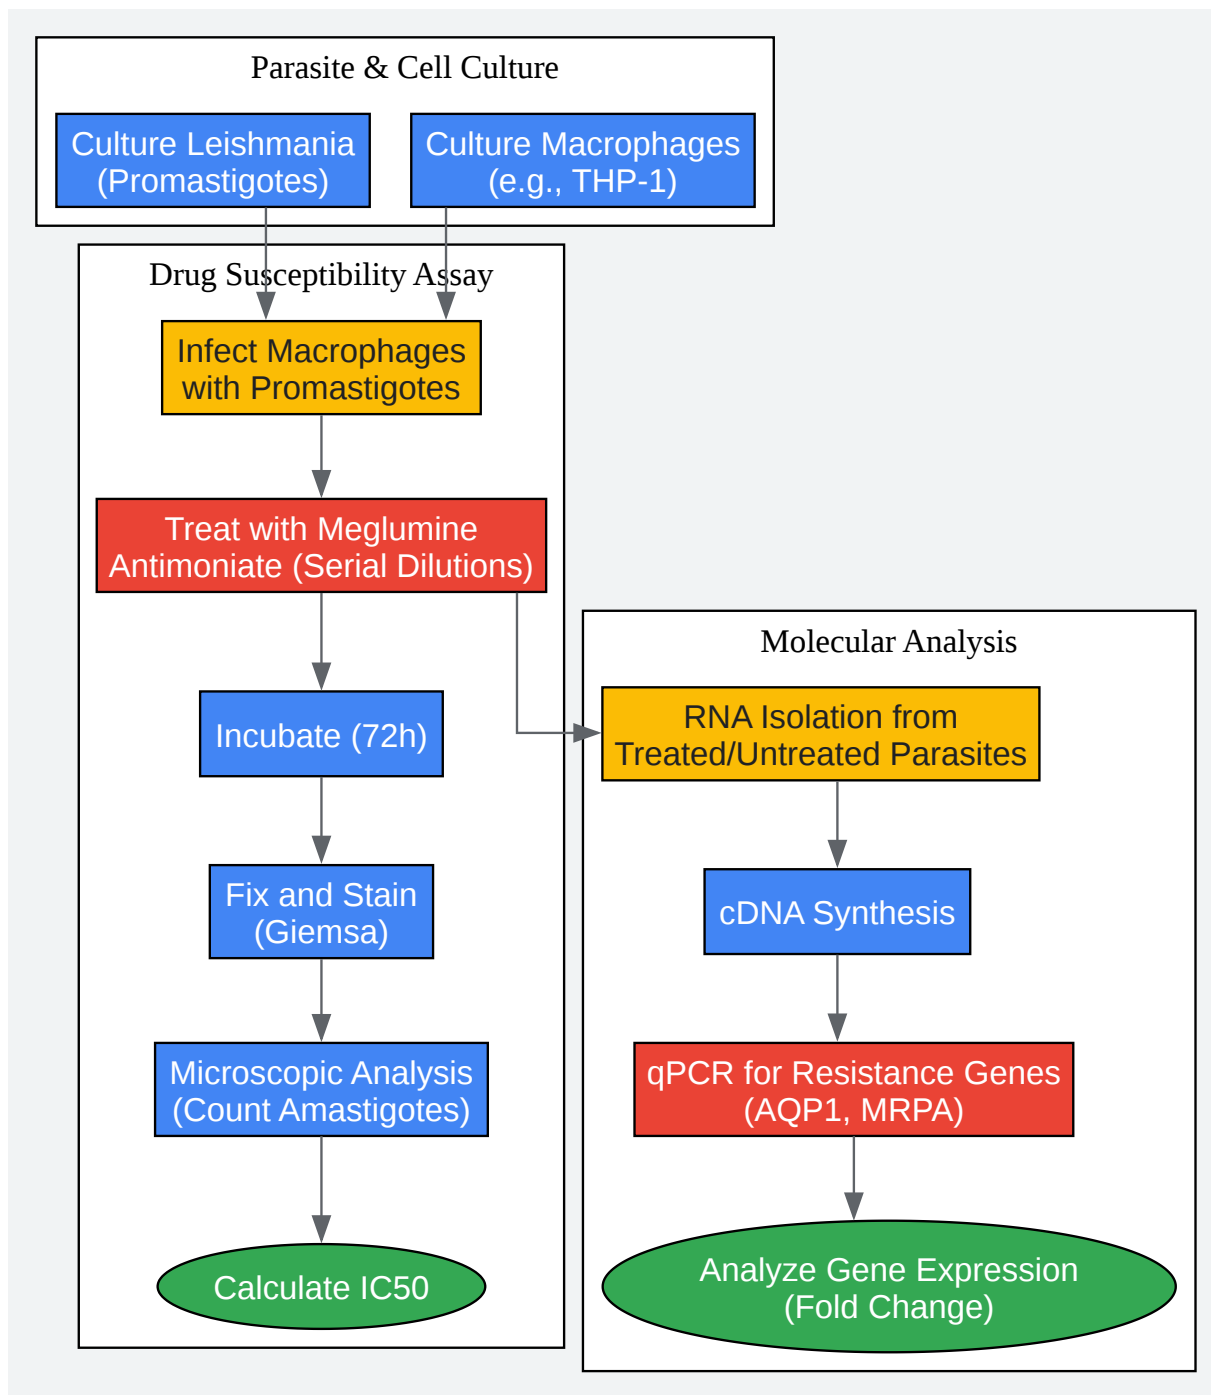 Parasite & Cell Culture
Culture Leishmania
(Promastigotes)
Culture Macrophages
(e.g., THP-1)
Drug Susceptibility Assay
Infect Macrophages
with Promastigotes
Treat with Meglumine
Antimoniate (Serial Dilutions)
Incubate (72h)
Fix and Stain
(Giemsa)
Microscopic Analysis
(Count Amastigotes)
Calculate IC50
Molecular Analysis
RNA Isolation from
Treated/Untreated Parasites
cDNA Synthesis
qPCR for Resistance Genes
(AQP1, MRPA)
Analyze Gene Expression
(Fold Change)